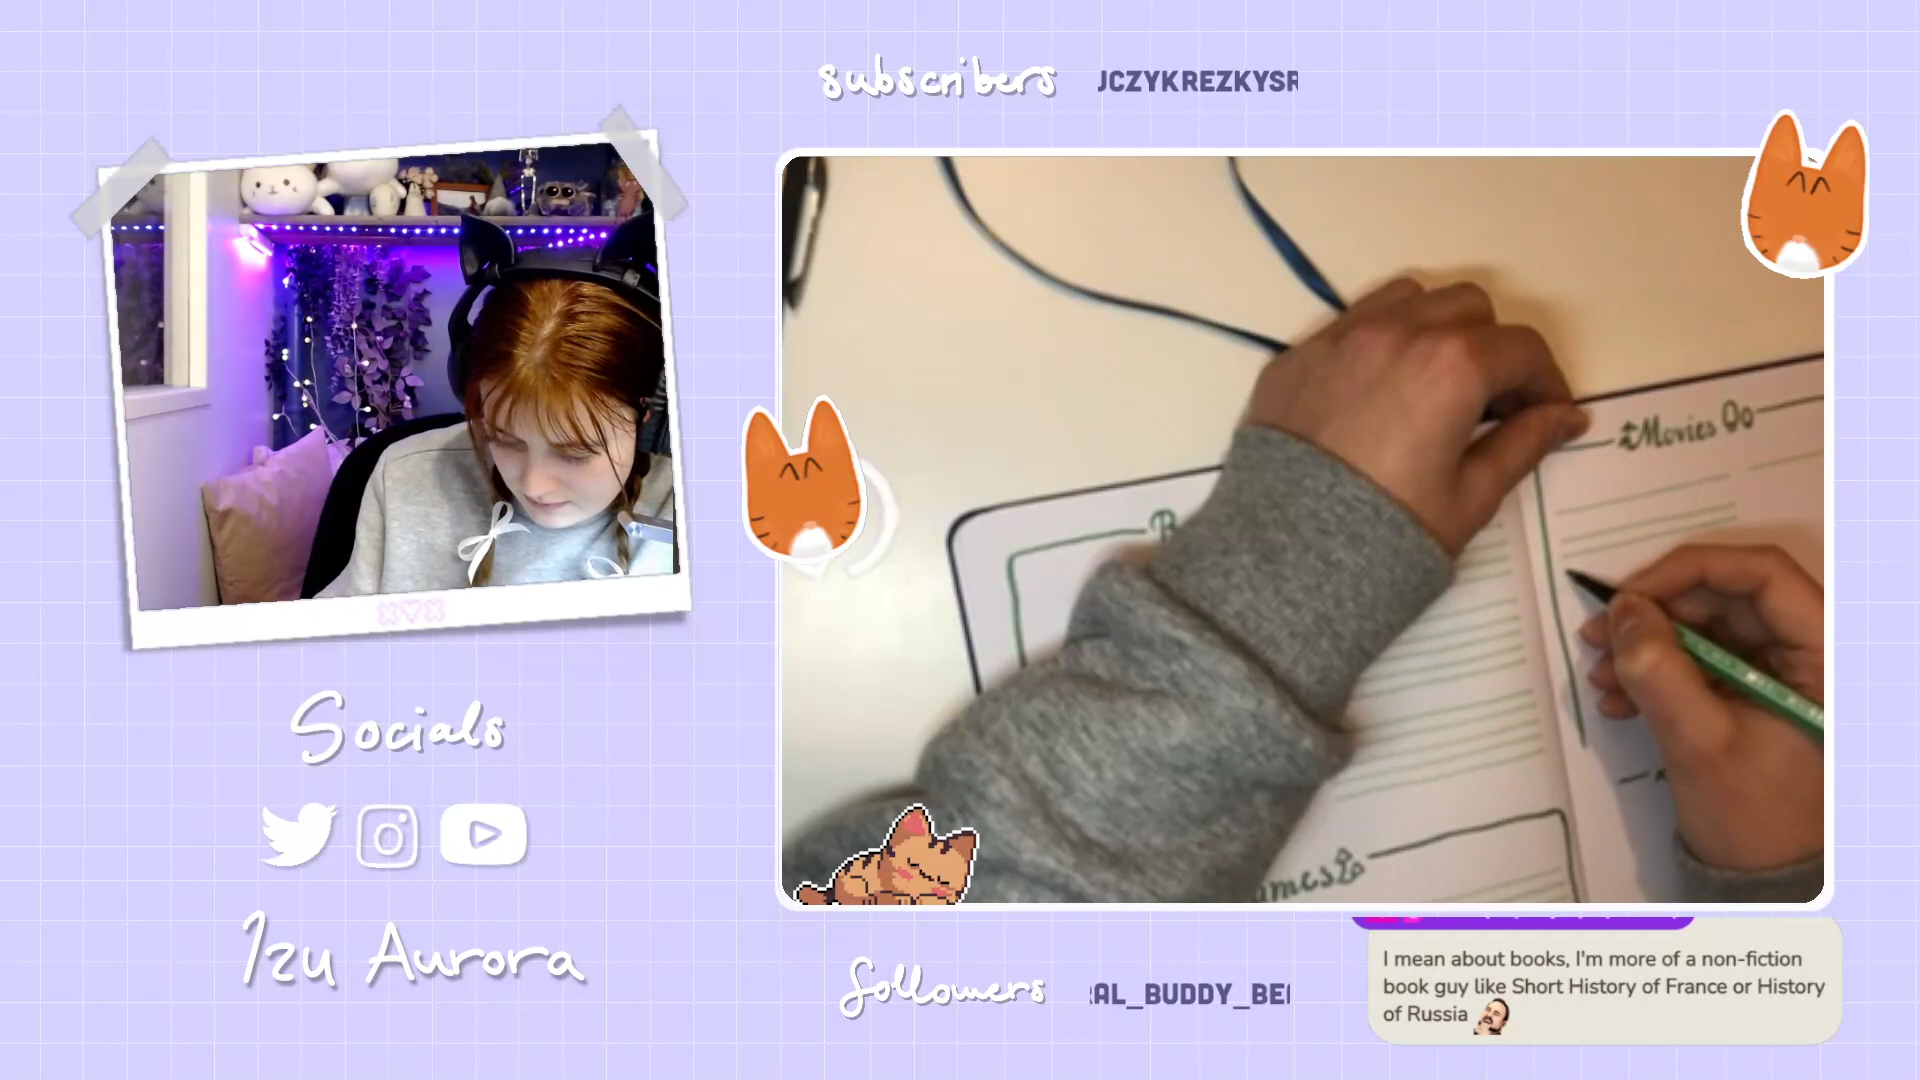 subscribers
JCZYKREZKYSR
Movies
Socials
Izu Aurora
followers
AL_BUDDY_BE
I mean about books, I'm more of a non-fiction
book guy like Short History of France or History
of Russia